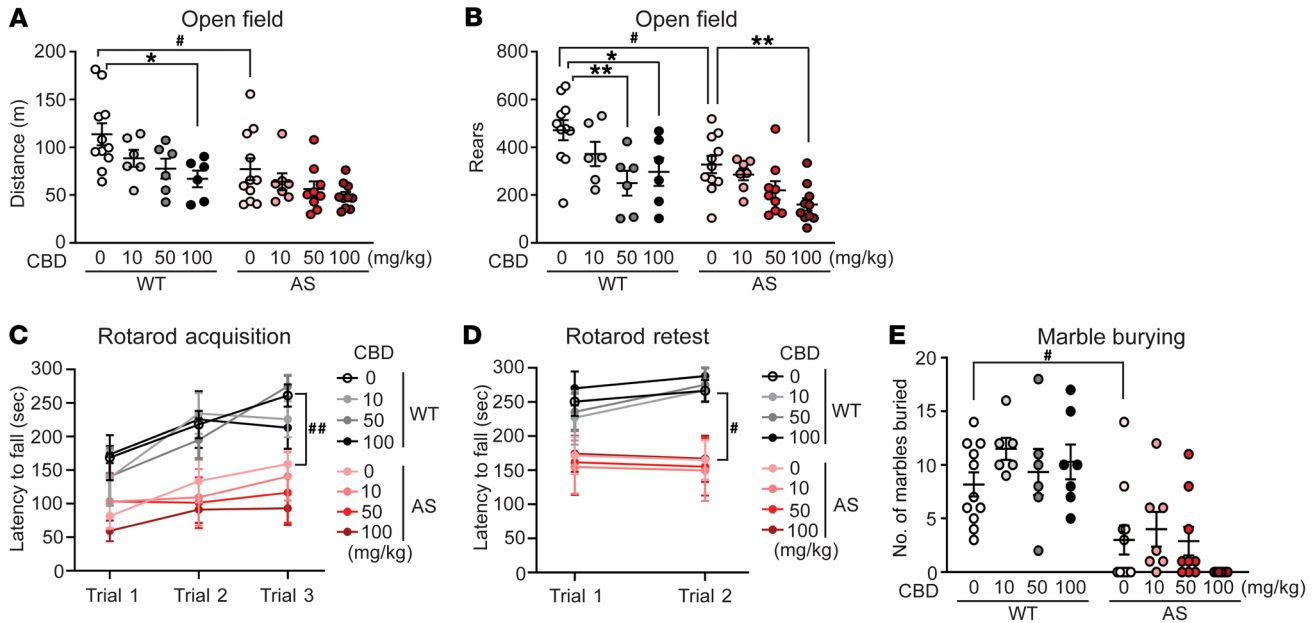 A
Open field
Distance (m)
200
150
100
50
0
#
*
CBD
0 10 50 100 0 10 50 100 (mg/kg)
WT AS
B
Open field
Rears
800
600
400
200
0
#
*
**
**
CBD
0 10 50 100 0 10 50 100 (mg/kg)
WT AS
C
Rotarod acquisition
Latency to fall (sec)
300
250
200
150
100
50
0
Trial 1 Trial 2 Trial 3
##
CBD
0
10
50
100
WT
0
10
50
100
AS
(mg/kg)
D
Rotarod retest
Latency to fall (sec)
300
250
200
150
100
50
0
Trial 1 Trial 2
#
CBD
0
10
50
100
WT
0
10
50
100
AS
(mg/kg)
E
Marble burying
No. of marbles buried
20
15
10
5
0
#
CBD
0 10 50 100 0 10 50 100 (mg/kg)
WT AS